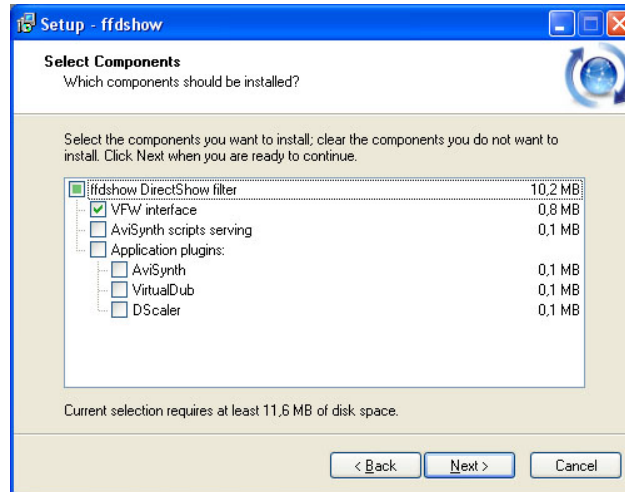 Setup - ffdshow
Select Components
Which components should be installed?
Select the components you want to install; clear the components you do not want to
install. Click Next when you are ready to continue.
ffdshow DirectShow filter 10,2 MB
VFW interface 0,8 MB
AviSynth scripts serving 0,1 MB
Application plugins:
AviSynth 0,1 MB
VirtualDub 0,1 MB
DScaler 0,1 MB
Current selection requires at least 11,6 MB of disk space.
< Back Next > Cancel